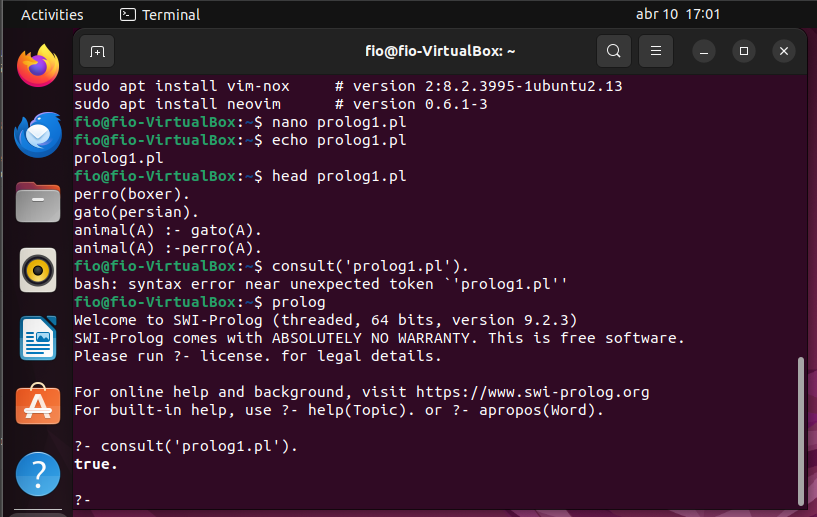 Activities
Terminal
abr 10 17:01
fio@fio-VirtualBox: ~
sudo apt install vim-nox     # version 2:8.2.3995-1ubuntu2.13
sudo apt install neovim      # version 0.6.1-3
fio@fio-VirtualBox:~$ nano prolog1.pl
fio@fio-VirtualBox:~$ echo prolog1.pl
prolog1.pl
fio@fio-VirtualBox:~$ head prolog1.pl
perro(boxer).
gato(persian).
animal(A) :- gato(A).
animal(A) :-perro(A).
fio@fio-VirtualBox:~$ consult('prolog1.pl').
bash: syntax error near unexpected token `'prolog1.pl''
fio@fio-VirtualBox:~$ prolog
Welcome to SWI-Prolog (threaded, 64 bits, version 9.2.3)
SWI-Prolog comes with ABSOLUTELY NO WARRANTY. This is free software.
Please run ?- license. for legal details.
For online help and background, visit https://www.swi-prolog.org
For built-in help, use ?- help(Topic). or ?- apropos(Word).
?- consult('prolog1.pl').
true.
?-